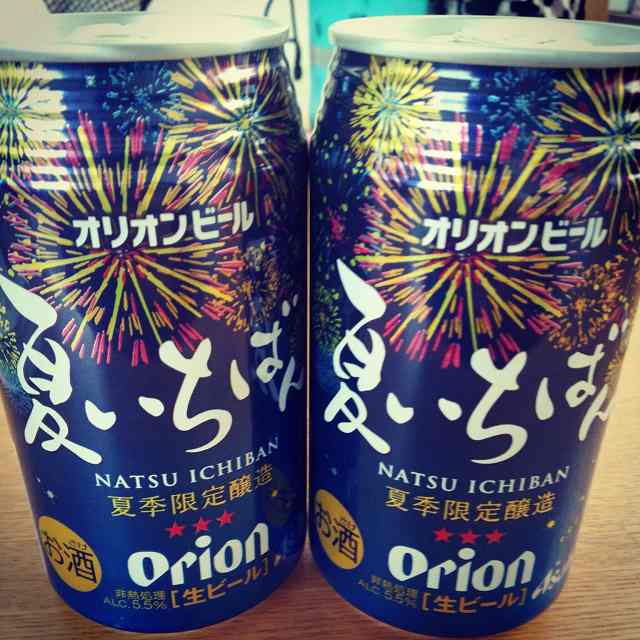 オリオンビール
夏いちばん
NATSU ICHIBAN
夏季限定醸造
Orion
お酒
非熱処理
ALC.5.5%
[生ビール]
オリオンビール
夏いちばん
NATSU ICHIBAN
夏季限定醸造
Orion
お酒
非熱処理
ALC.5.5%
[生ビール]
Asa